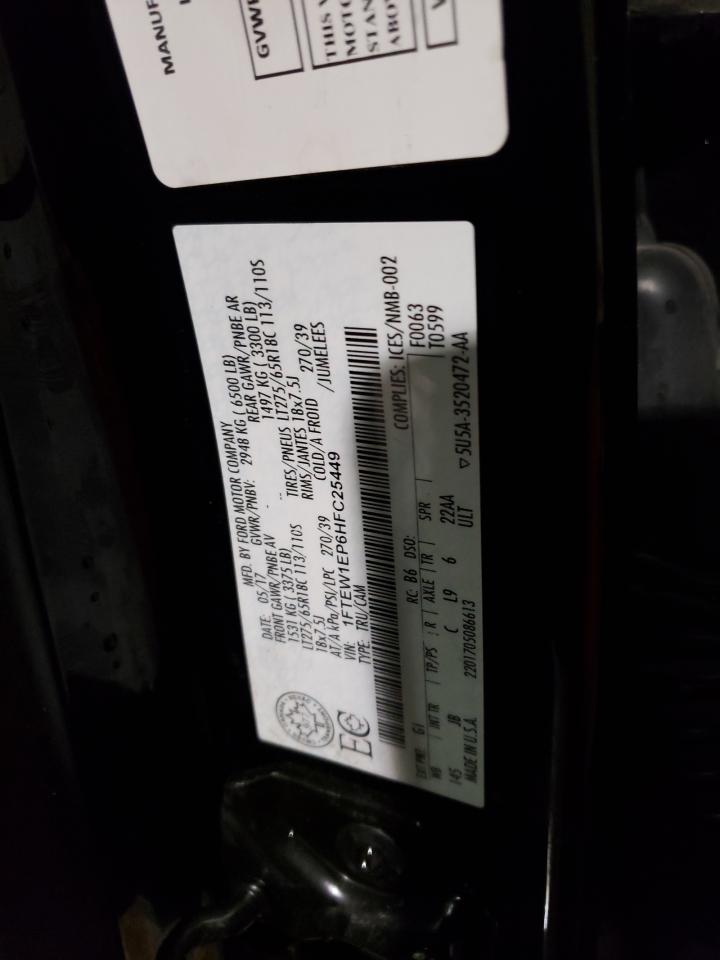 MANUF
GVWR
THIS V
MOTO
STAN
ABOV
V
MFD. BY FORD MOTOR COMPANY
DATE: 05/17 GVWR/PNBV: 2948 KG ( 6500 LB)
FRONT GAWR/PNBE AV REAR GAWR/PNBE AR
1531 KG ( 3375 LB) 1497 KG ( 3300 LB)
LT275/65R18C 113/110S TIRES/PNEUS LT275/65R18C 113/110S
18x7.5J RIMS/JANTES 18x7.5J
AT/A kPa/PSI/LPC 270/39 COLD/A FROID 270/39
VIN: 1FTEW1EP6HFC25449 /JUMELEES
TYPE: TRU/CAM
EC
COMPLIES: ICES/NMB-002
EXT PNT: G1 RC: B6 DSO: F0063
WB INT TR TP/PS R AXLE TR SPR T0599
145 JB C L9 6 22AA
ULT
MADE IN U.S.A. 2201705086613 ▽5U5A-3520472-AA